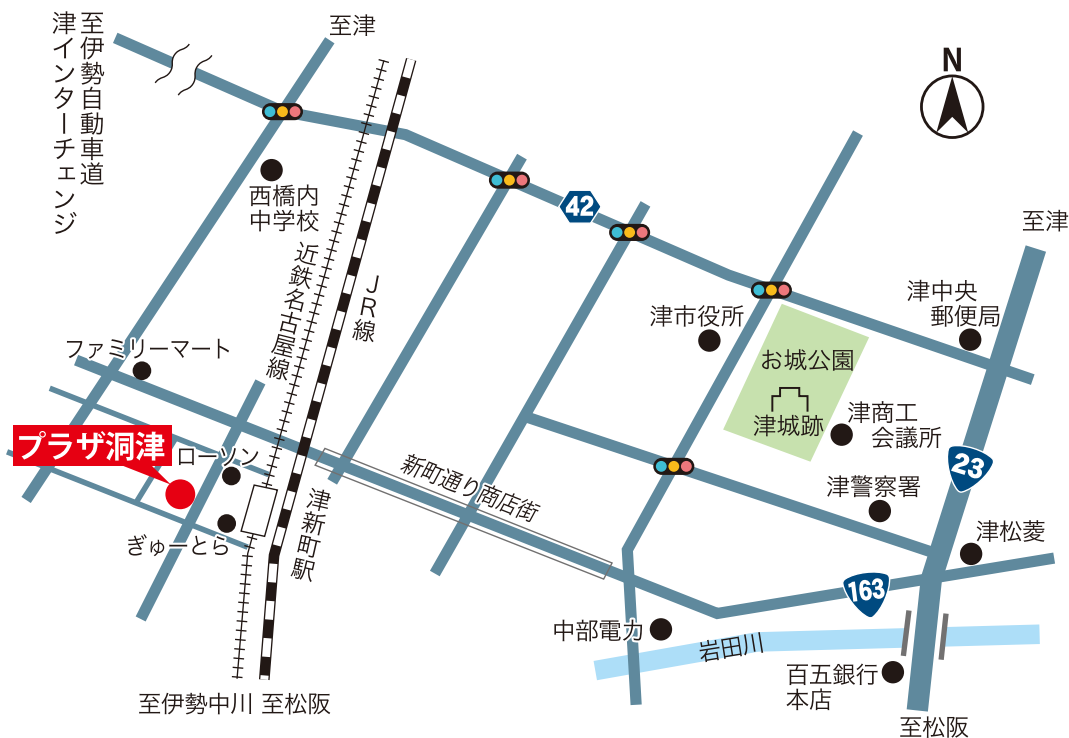 至伊勢自動車道
津インターチェンジ
至津
N
西橋内
中学校
42
近鉄名古屋線
JR線
至津
津中央
郵便局
津市役所
ファミリーマート
お城公園
津城跡
津商工
会議所
プラザ洞津
ローソン
新町通り商店街
23
津警察署
ぎゅーとら
津新町駅
津松菱
163
中部電力
岩田川
百五銀行
本店
至伊勢中川
至松阪
至松阪